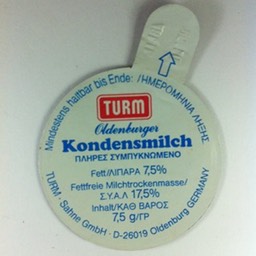 Mindestens haltbar bis Ende: /ΗΜΕΡΟΜΗΝΙΑ ΛΗΞΗΣ
TURM
Oldenburger
Kondensmilch
ΠΛΗΡΕΣ ΣΥΜΠΥΚΝΩΜΕΝΟ
Fett/ΛΙΠΑΡΑ 7,5%
Fettfreie Milchtrockenmasse/
Σ.Υ.Α.Λ 17,5%
Inhalt/ΚΑΘ ΒΑΡΟΣ
7,5 g/ΓΡ
TURM - Sahne GmbH · D-26019 Oldenburg GERMANY